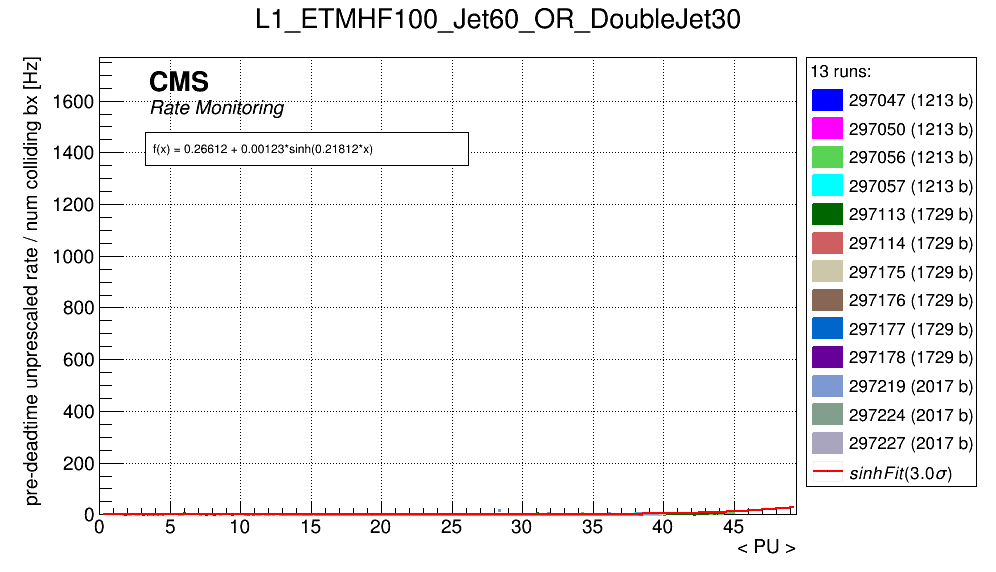 L1_ETMHF100_Jet60_OR_DoubleJet30
pre-deadtime unprescaled rate / num colliding bx [Hz]
CMS
Rate Monitoring
f(x) = 0.26612 + 0.00123*sinh(0.21812*x)
1600
1400
1200
1000
800
600
400
200
0
0 5 10 15 20 25 30 35 40 45
< PU >
13 runs:
297047 (1213 b)
297050 (1213 b)
297056 (1213 b)
297057 (1213 b)
297113 (1729 b)
297114 (1729 b)
297175 (1729 b)
297176 (1729 b)
297177 (1729 b)
297178 (1729 b)
297219 (2017 b)
297224 (2017 b)
297227 (2017 b)
sinhFit(3.0σ)